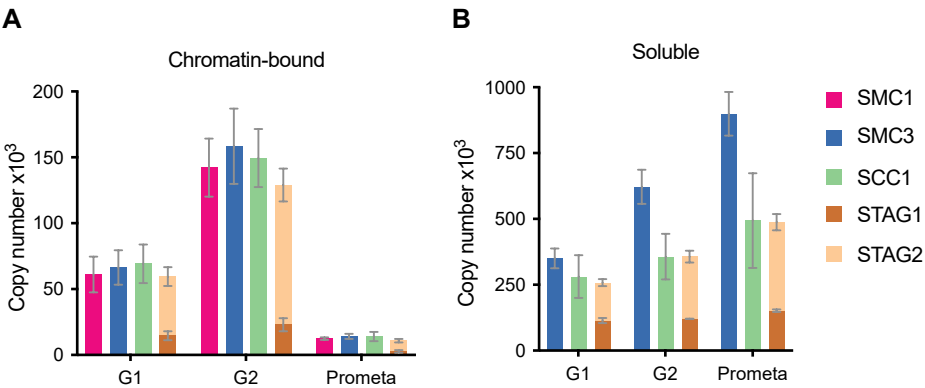 A
Chromatin-bound
Copy number x10³
200
150
100
50
0
G1
G2
Prometa
B
Soluble
Copy number x10³
1000
750
500
250
0
G1
G2
Prometa
SMC1
SMC3
SCC1
STAG1
STAG2